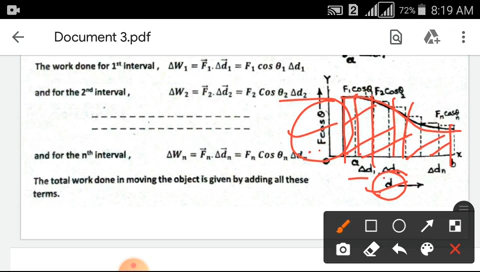 2 72% 8:19 AM
Document 3.pdf
The work done for 1st interval, ΔW₁ = F⃗₁.Δd⃗₁ = F₁ cos θ₁ Δd₁
and for the 2nd interval, ΔW₂ = F⃗₂.Δd⃗₂ = F₂ Cos θ₂ Δd₂
and for the nth interval, ΔWₙ = F⃗ₙ.Δd⃗ₙ = Fₙ Cos θₙ Δdₙ
The total work done in moving the object is given by adding all these
terms.
Y
F₁cosθ₁ F₂cosθ₂
Fₙcosθₙ
Fcosθ
a
x
Δd₁ Δd₂ Δdₙ
d